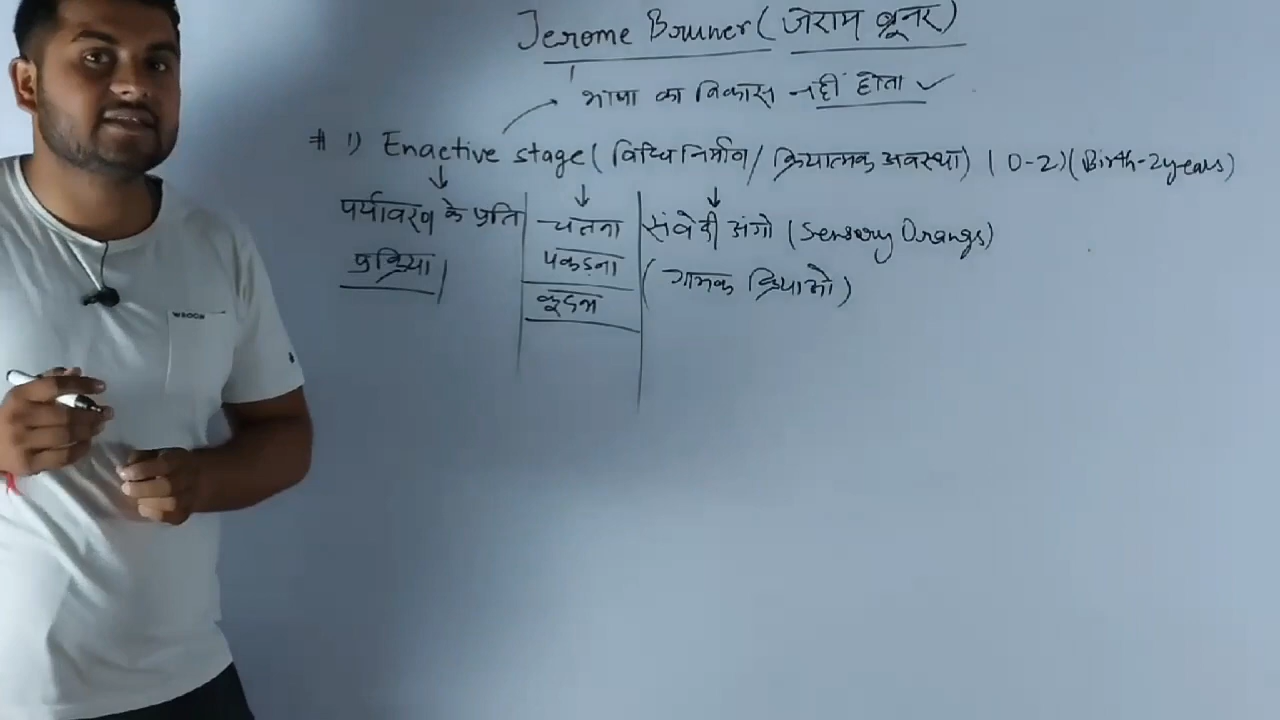 Jerome Bruner (जेराम ब्रूनर)
भाषा का विकास नहीं होता ✓
# 1) Enactive stage (विधि निर्माण / क्रियात्मक अवस्था) (0-2) (Birth-2years)
पर्यावरण के प्रति
प्रक्रिया
चलना
पकड़ना
कूदना
संवेदी अंगो (Sensory Orangs)
(गामक क्रियाओ)
WROGN